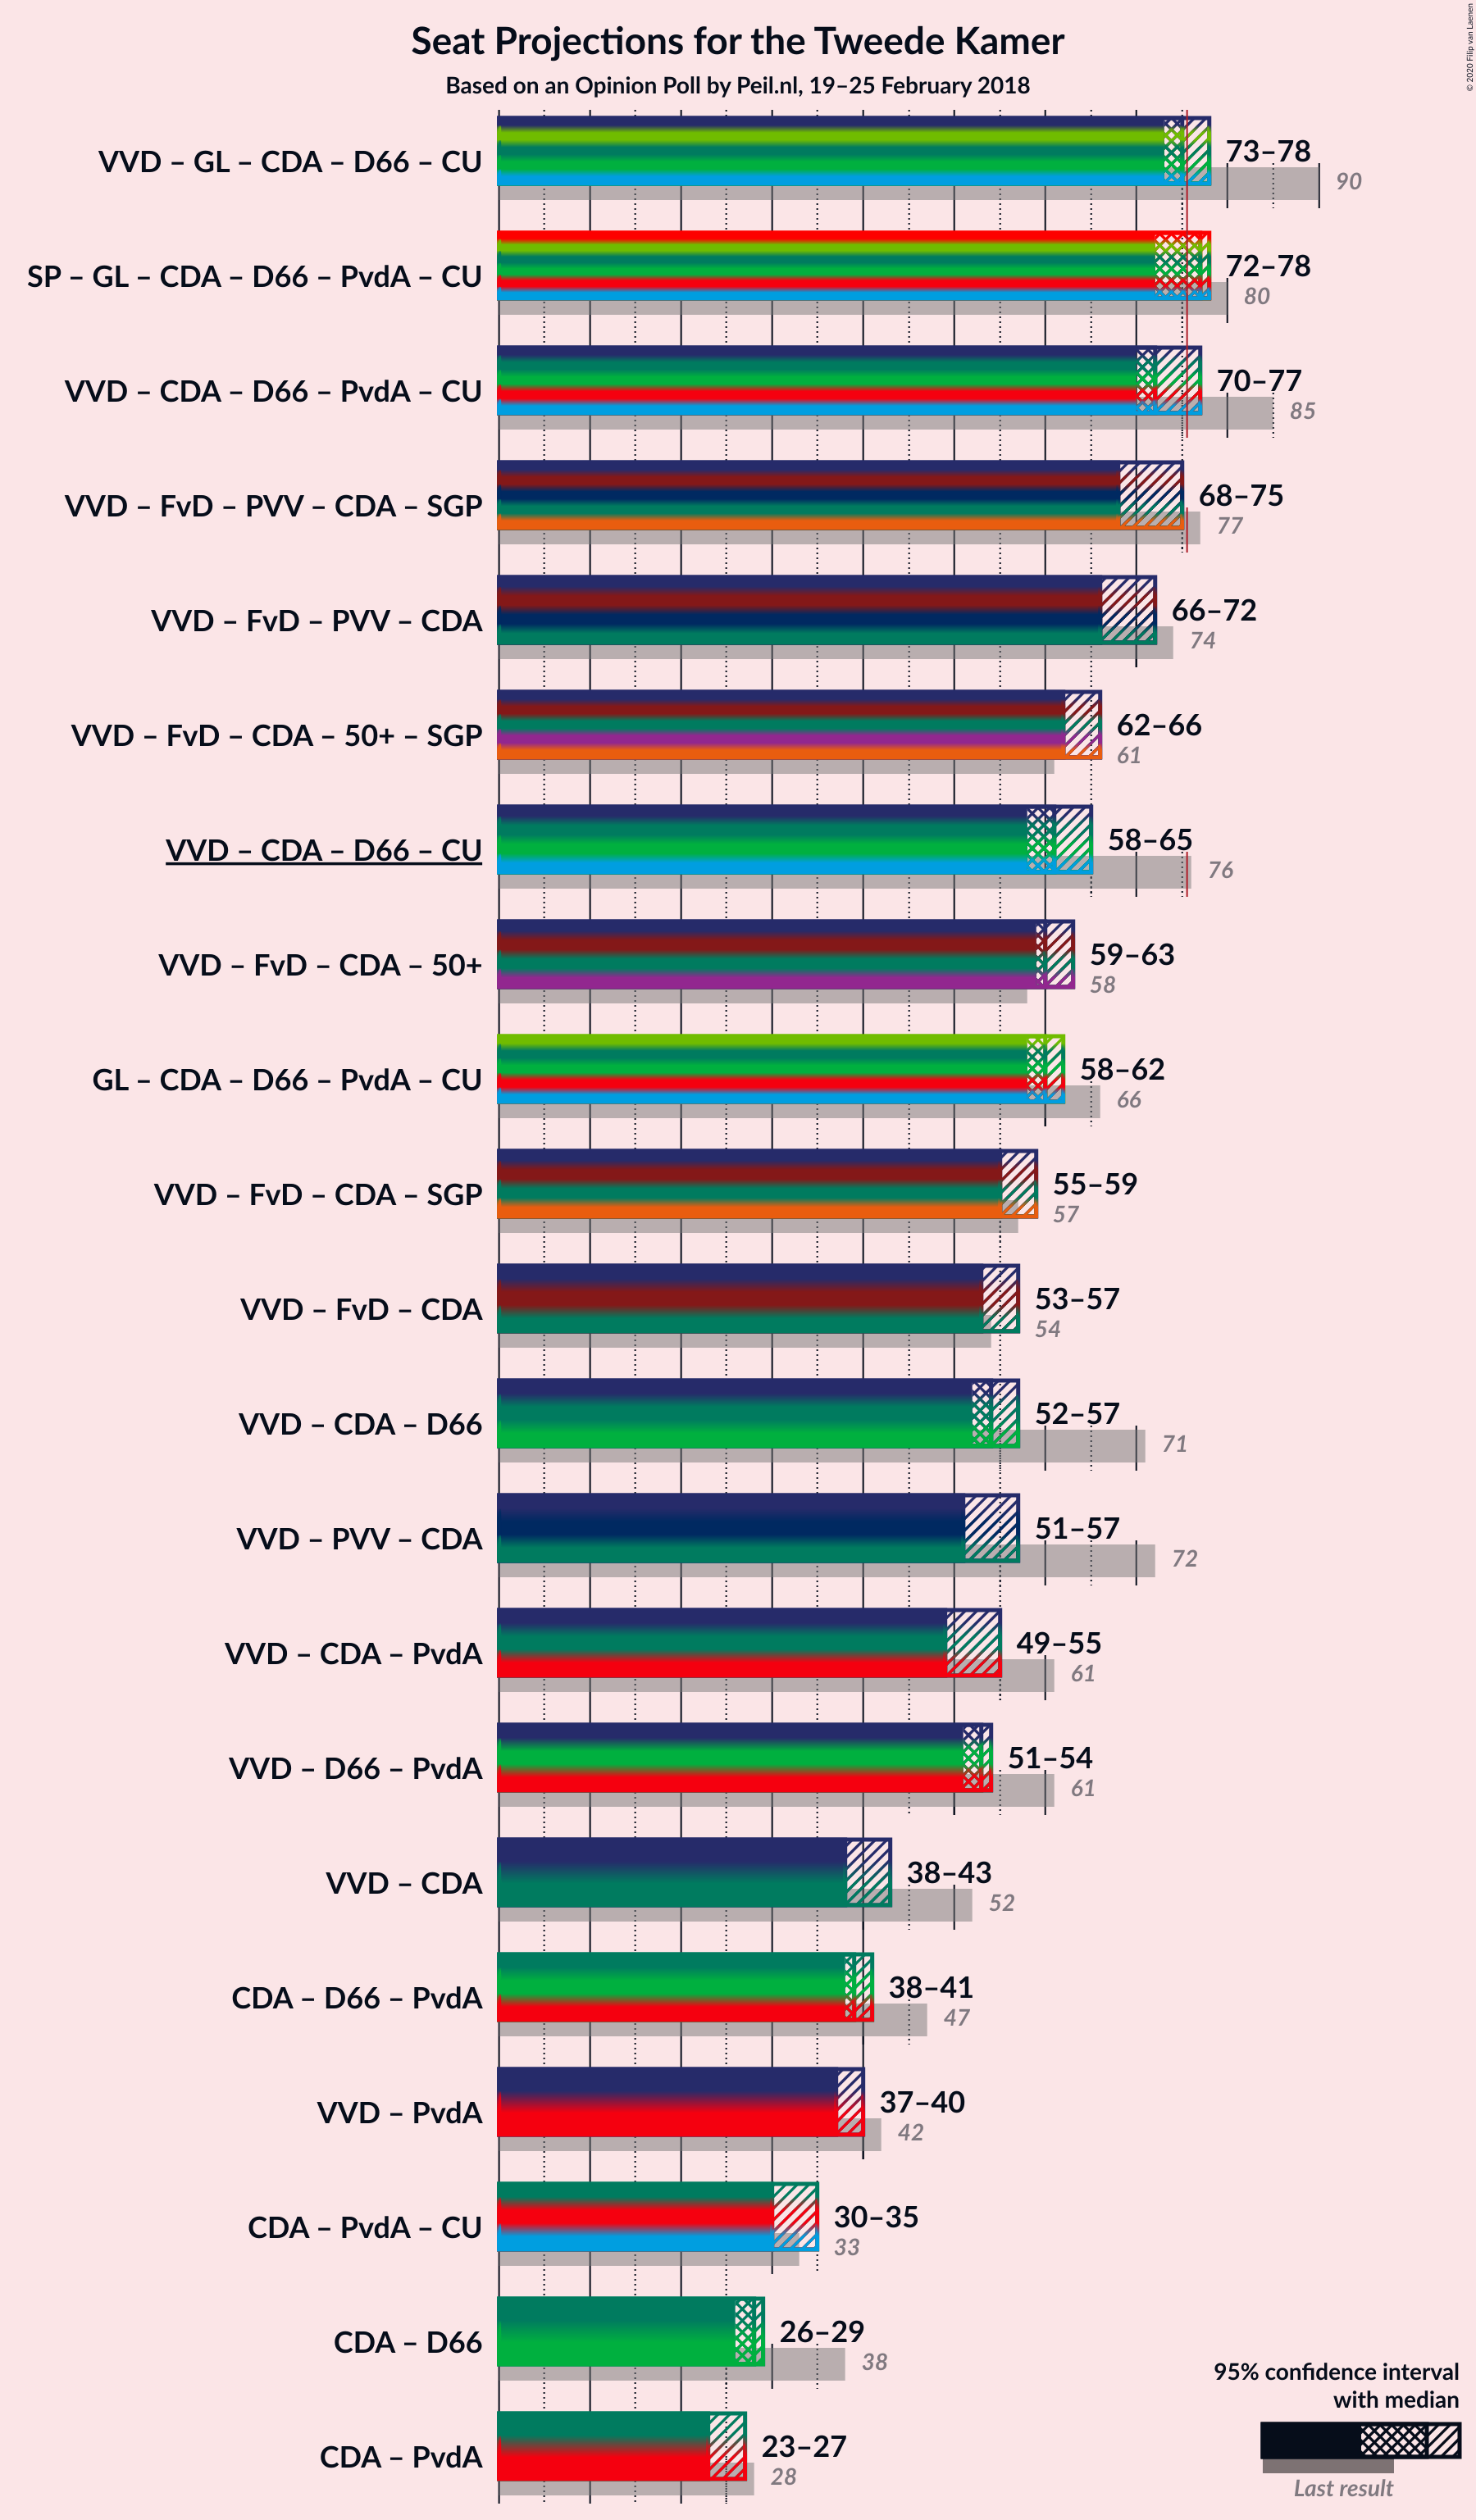 Seat Projections for the Tweede Kamer
Based on an Opinion Poll by Peil.nl, 19–25 February 2018
© 2020 Filip van Laenen
VVD – GL – CDA – D66 – CU
73–78
90
SP – GL – CDA – D66 – PvdA – CU
72–78
80
VVD – CDA – D66 – PvdA – CU
70–77
85
VVD – FvD – PVV – CDA – SGP
68–75
77
VVD – FvD – PVV – CDA
66–72
74
VVD – FvD – CDA – 50+ – SGP
62–66
61
VVD – CDA – D66 – CU
58–65
76
VVD – FvD – CDA – 50+
59–63
58
GL – CDA – D66 – PvdA – CU
58–62
66
VVD – FvD – CDA – SGP
55–59
57
VVD – FvD – CDA
53–57
54
VVD – CDA – D66
52–57
71
VVD – PVV – CDA
51–57
72
VVD – CDA – PvdA
49–55
61
VVD – D66 – PvdA
51–54
61
VVD – CDA
38–43
52
CDA – D66 – PvdA
38–41
47
VVD – PvdA
37–40
42
CDA – PvdA – CU
30–35
33
CDA – D66
26–29
38
CDA – PvdA
23–27
28
95% confidence interval
with median
Last result